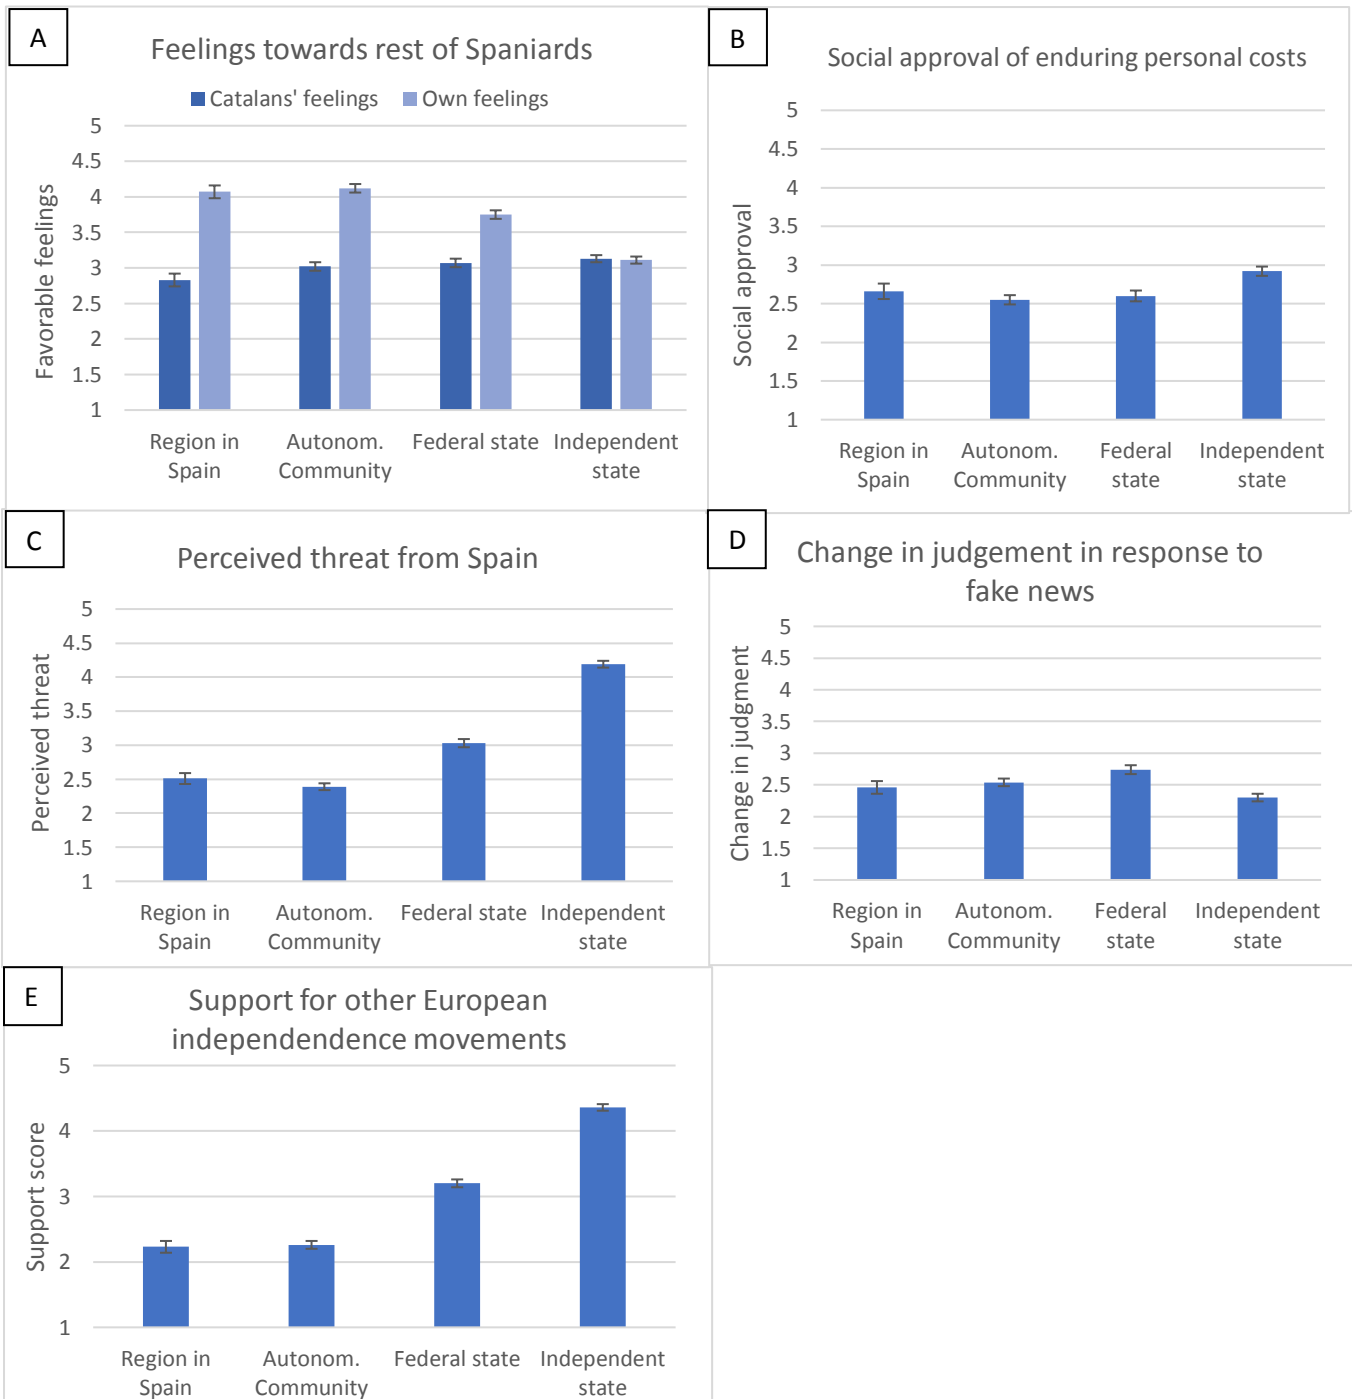 A
Feelings towards rest of Spaniards
Catalans' feelings Own feelings
Favorable feelings
5
4.5
4
3.5
3
2.5
2
1.5
1
Region in Spain
Autonom. Community
Federal state
Independent state
B
Social approval of enduring personal costs
Social approval
5
4.5
4
3.5
3
2.5
2
1.5
1
Region in Spain
Autonom. Community
Federal state
Independent state
C
Perceived threat from Spain
Perceived threat
5
4.5
4
3.5
3
2.5
2
1.5
1
Region in Spain
Autonom. Community
Federal state
Independent state
D
Change in judgement in response to
fake news
Change in judgment
5
4.5
4
3.5
3
2.5
2
1.5
1
Region in Spain
Autonom. Community
Federal state
Independent state
E
Support for other European
independendence movements
Support score
5
4
3
2
1
Region in Spain
Autonom. Community
Federal state
Independent state